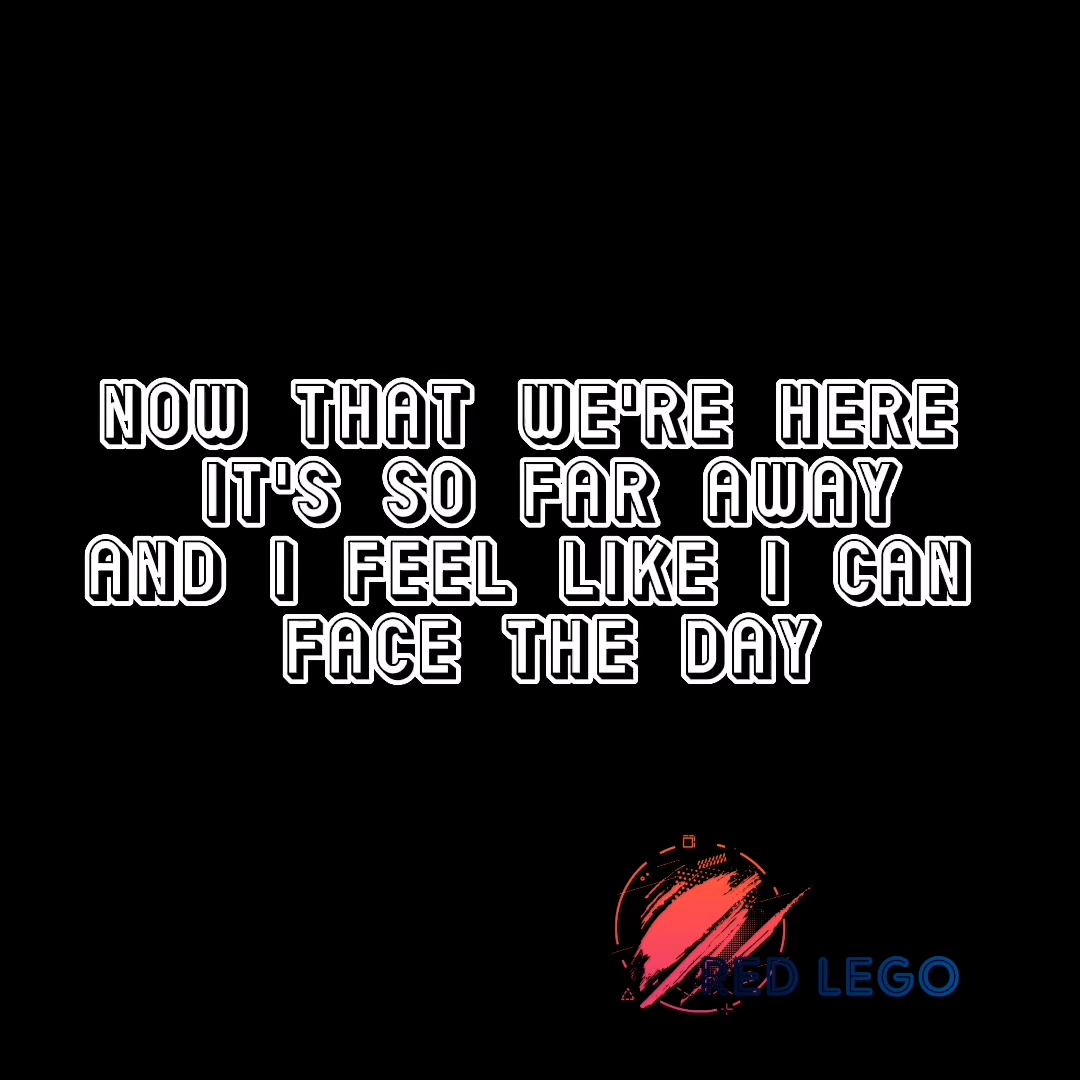 NOW THAT WE'RE HERE
IT'S SO FAR AWAY
AND I FEEL LIKE I CAN
FACE THE DAY
RED LEGO